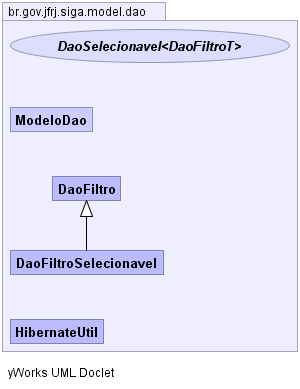 br.gov.jfrj.siga.model.dao
DaoSelecionavel<DaoFiltroT>
ModeloDao
DaoFiltro
DaoFiltroSelecionavel
HibernateUtil
yWorks UML Doclet